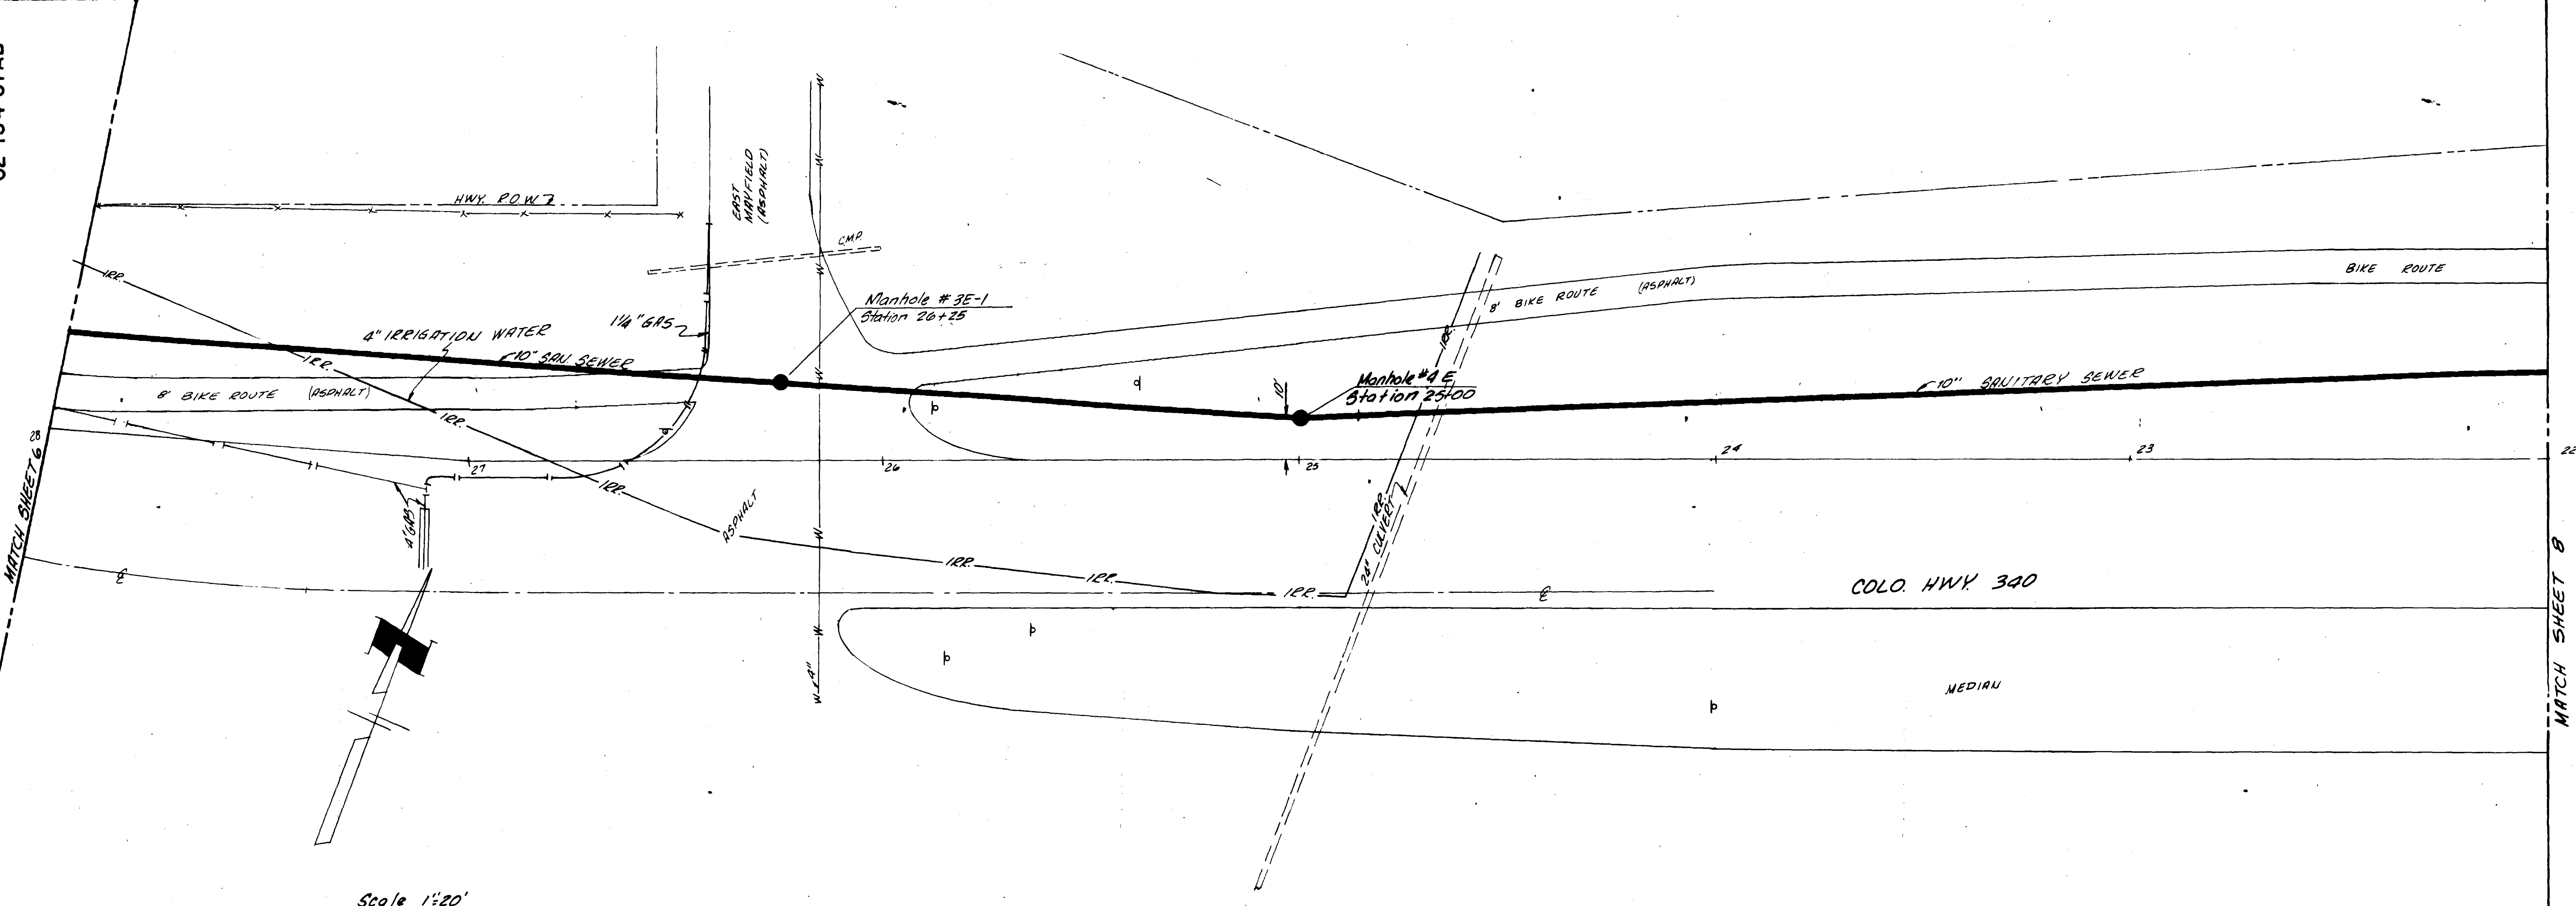 HWY. R.O.W.
EAST
MAYFIELD
(ASPHALT)
C.M.P.
IRR.
Manhole # 3E-1
Station 26+25
1¼" GAS
4" IRRIGATION WATER
10" SAN. SEWER
IRR.
8' BIKE ROUTE (ASPHALT)
IRR.
W
W
W
W
W
W
W 4"
8' BIKE ROUTE (ASPHALT)
BIKE ROUTE
IRR.
10'
Manhole #4 E
Station 25+00
10" SANITARY SEWER
28
27
26
25
24
23
22
MATCH SHEET 6
4" GAS
IRR.
ASPHALT
IRR.
IRR.
IRR.
IRR.
24" CULVERT
COLO. HWY. 340
MEDIAN
MATCH SHEET 8
Scale 1"=20'